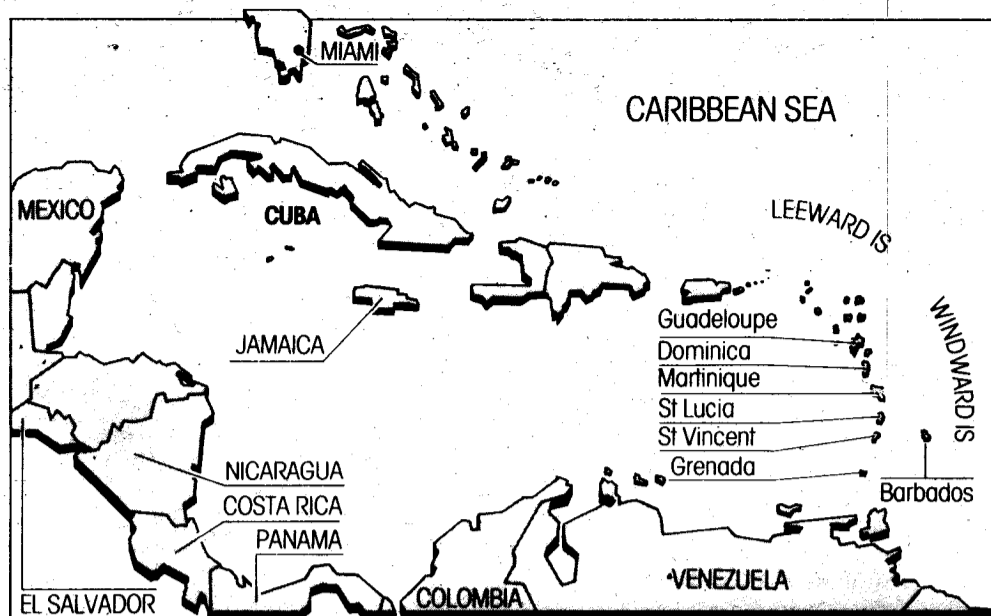 MIAMI
CARIBBEAN SEA
MEXICO
CUBA
LEEWARD IS
JAMAICA
WINDWARD IS
Guadeloupe
Dominica
Martinique
St Lucia
St Vincent
Grenada
Barbados
NICARAGUA
COSTA RICA
PANAMA
EL SALVADOR
COLOMBIA
VENEZUELA